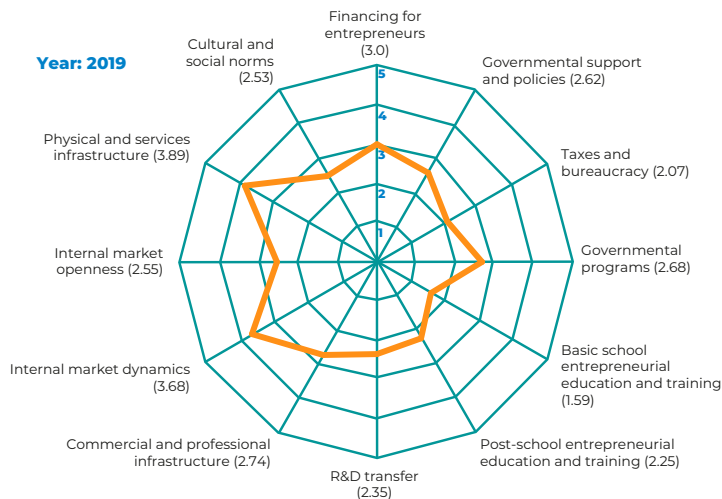 Year: 2019
Financing for
entrepreneurs
(3.0)
Governmental support
and policies (2.62)
Taxes and
bureaucracy (2.07)
Governmental
programs (2.68)
Basic school
entrepreneurial
education and training
(1.59)
Post-school entrepreneurial
education and training (2.25)
R&D transfer
(2.35)
Commercial and professional
infrastructure (2.74)
Internal market dynamics
(3.68)
Internal market
openness (2.55)
Physical and services
infrastructure (3.89)
Cultural and
social norms
(2.53)
5
4
3
2
1